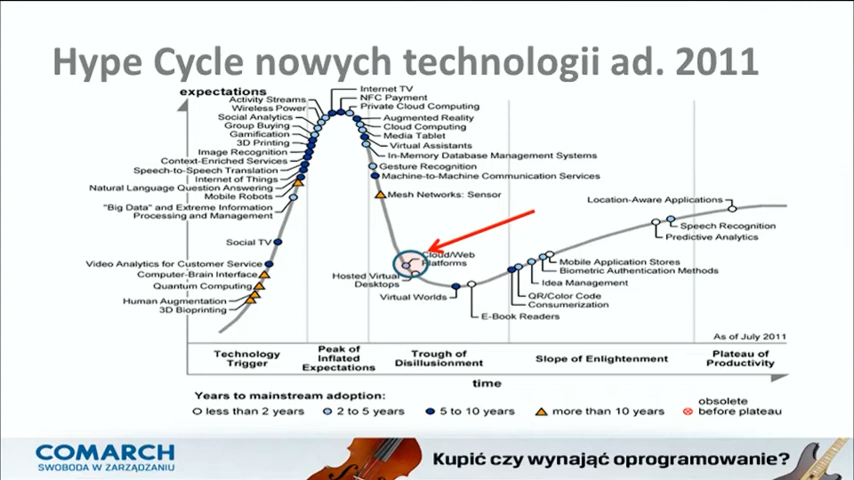 Hype Cycle nowych technologii ad. 2011
expectations
Internet TV
NFC Payment
Private Cloud Computing
Activity Streams
Wireless Power
Social Analytics
Group Buying
Gamification
3D Printing
Image Recognition
Context-Enriched Services
Speech-to-Speech Translation
Internet of Things
Natural Language Question Answering
Mobile Robots
"Big Data" and Extreme Information
Processing and Management
Social TV
Video Analytics for Customer Service
Computer-Brain Interface
Quantum Computing
Human Augmentation
3D Bioprinting
Augmented Reality
Cloud Computing
Media Tablet
Virtual Assistants
In-Memory Database Management Systems
Gesture Recognition
Machine-to-Machine Communication Services
Mesh Networks: Sensor
Cloud/Web
Platforms
Hosted Virtual
Desktops
Virtual Worlds
E-Book Readers
Location-Aware Applications
Speech Recognition
Predictive Analytics
Mobile Application Stores
Biometric Authentication Methods
Idea Management
QR/Color Code
Consumerization
As of July 2011
Technology
Trigger
Peak of
Inflated
Expectations
Trough of
Disillusionment
Slope of Enlightenment
Plateau of
Productivity
time
Years to mainstream adoption:
less than 2 years
2 to 5 years
5 to 10 years
more than 10 years
obsolete
before plateau
COMARCH
SWOBODA W ZARZĄDZANIU
Kupić czy wynająć oprogramowanie?